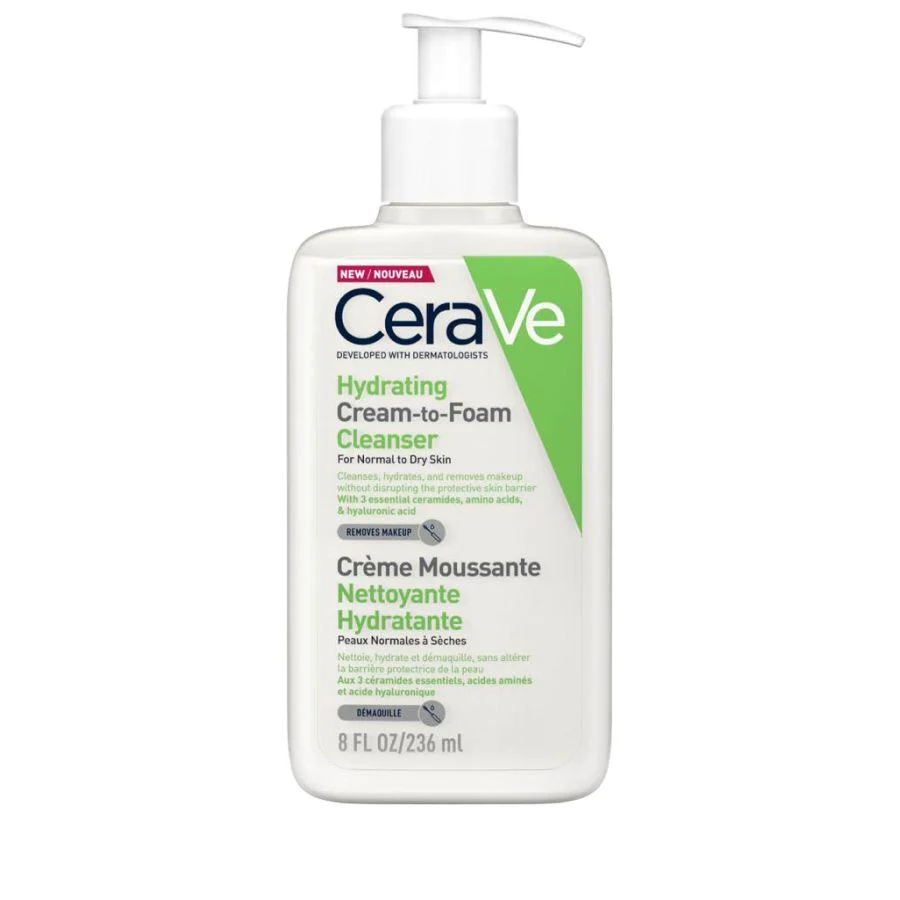 NEW / NOUVEAU
CeraVe
DEVELOPED WITH DERMATOLOGISTS
Hydrating
Cream-to-Foam
Cleanser
For Normal to Dry Skin
Cleanses, hydrates, and removes makeup
without disrupting the protective skin barrier
With 3 essential ceramides, amino acids,
& hyaluronic acid
REMOVES MAKEUP
Crème Moussante
Nettoyante
Hydratante
Peaux Normales à Sèches
Nettoie, hydrate et démaquille, sans altérer
la barrière protectrice de la peau
Aux 3 céramides essentiels, acides aminés
et acide hyaluronique
DÉMAQUILLE
8 FL OZ/236 ml